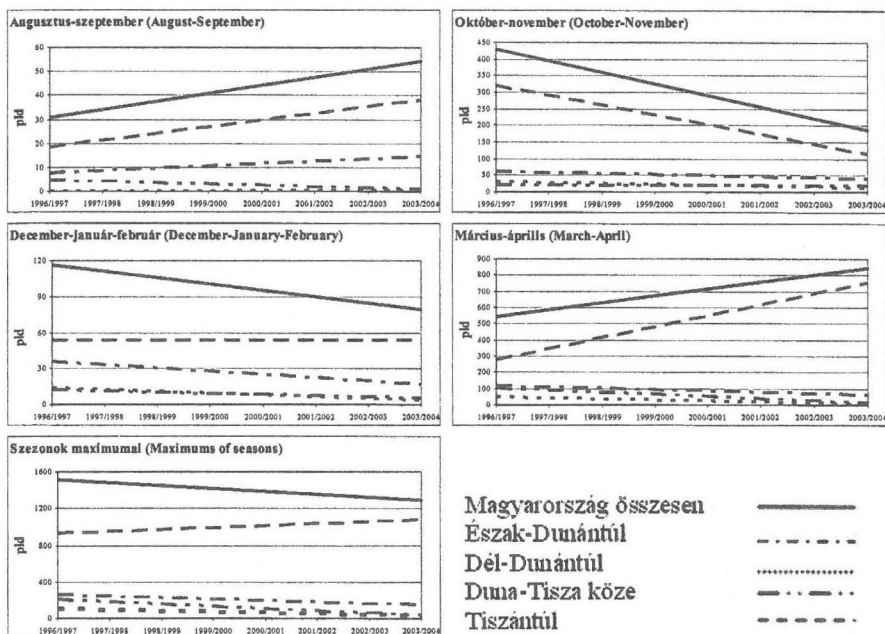 Augusztus-szeptember (August-September)
60
50
40
30
20
10
0
pld
1996/1997 1997/1998 1998/1999 1999/2000 2000/2001 2001/2002 2002/2003 2003/2004
Október-november (October-November)
450
400
350
300
250
200
150
100
50
0
pld
1996/1997 1997/1998 1998/1999 1999/2000 2000/2001 2001/2002 2002/2003 2003/2004
December-január-február (December-January-February)
120
90
60
30
0
pld
1996/1997 1997/1998 1998/1999 1999/2000 2000/2001 2001/2002 2002/2003 2003/2004
Március-április (March-April)
900
800
700
600
500
400
300
200
100
0
pld
1996/1997 1997/1998 1998/1999 1999/2000 2000/2001 2001/2002 2002/2003 2003/2004
Szezonok maximumai (Maximums of seasons)
1600
1200
800
400
0
pld
1996/1997 1997/1998 1998/1999 1999/2000 2000/2001 2001/2002 2002/2003 2003/2004
Magyarország összesen
Észak-Dunántúl
Dél-Dunántúl
Duna-Tisza köze
Tiszántúl